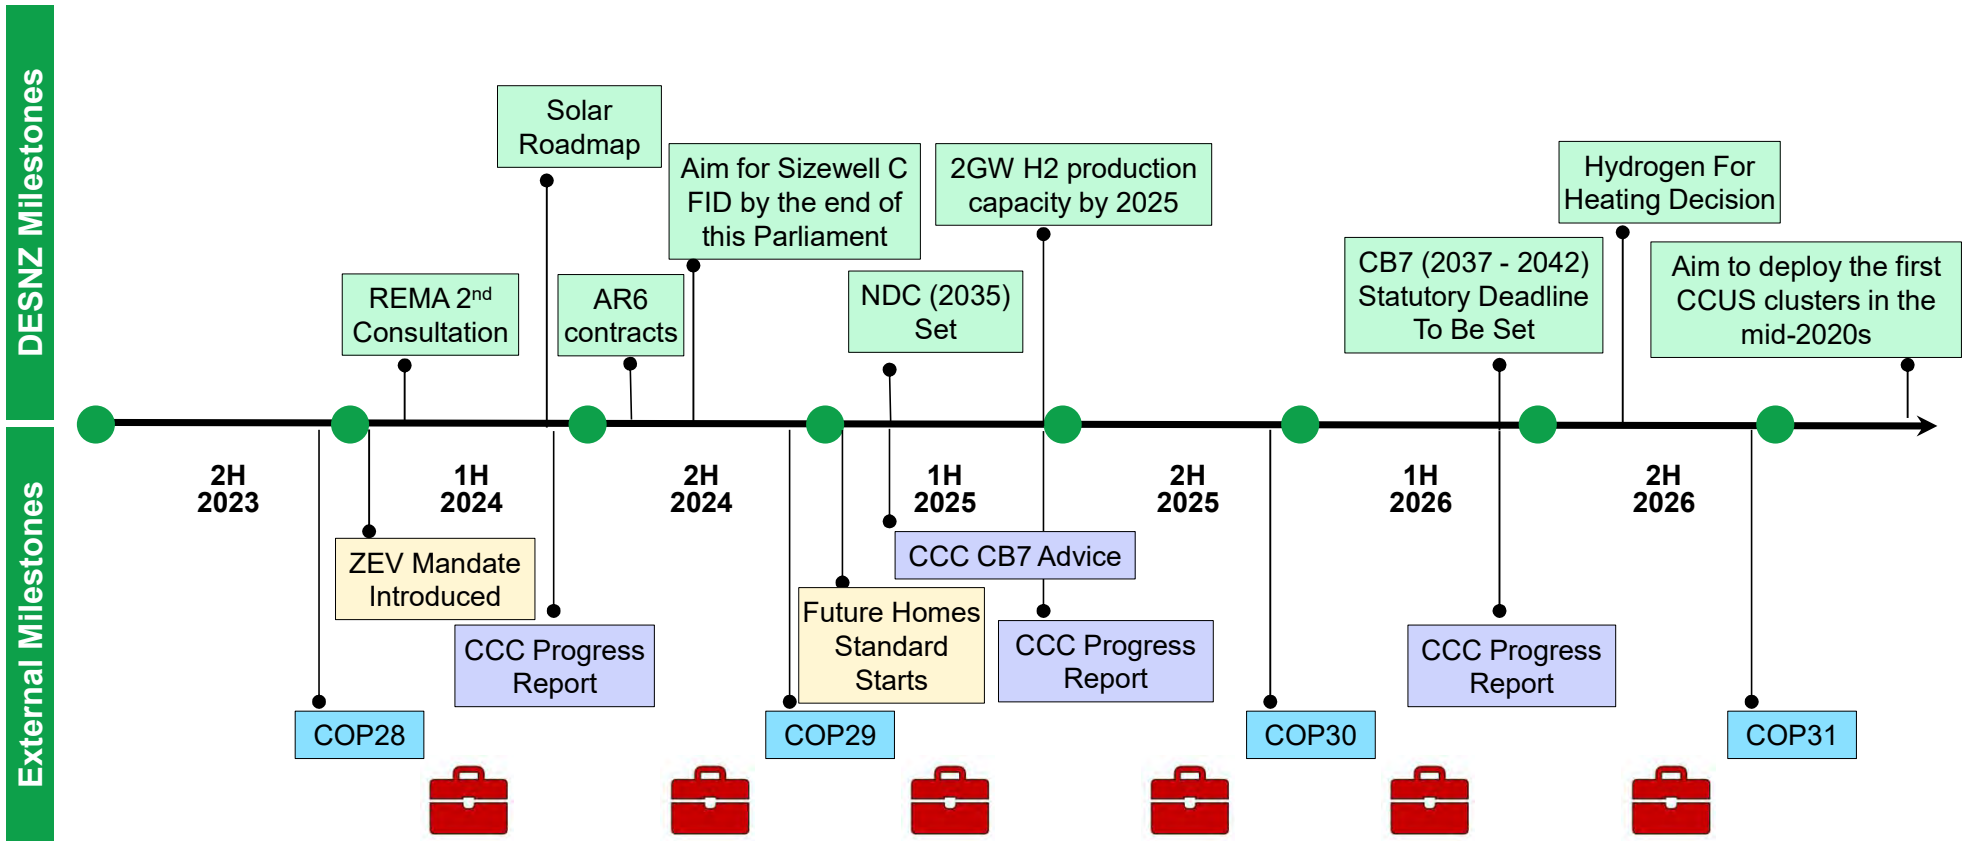 DESNZ Milestones
Solar
Roadmap
Aim for Sizewell C
FID by the end of
this Parliament
2GW H2 production
capacity by 2025
Hydrogen For
Heating Decision
REMA 2nd
Consultation
AR6
contracts
NDC (2035)
Set
CB7 (2037 - 2042)
Statutory Deadline
To Be Set
Aim to deploy the first
CCUS clusters in the
mid-2020s
External Milestones
2H
2023
1H
2024
2H
2024
1H
2025
2H
2025
1H
2026
2H
2026
ZEV Mandate
Introduced
CCC CB7 Advice
Future Homes
Standard
Starts
CCC Progress
Report
CCC Progress
Report
CCC Progress
Report
COP28
COP29
COP30
COP31